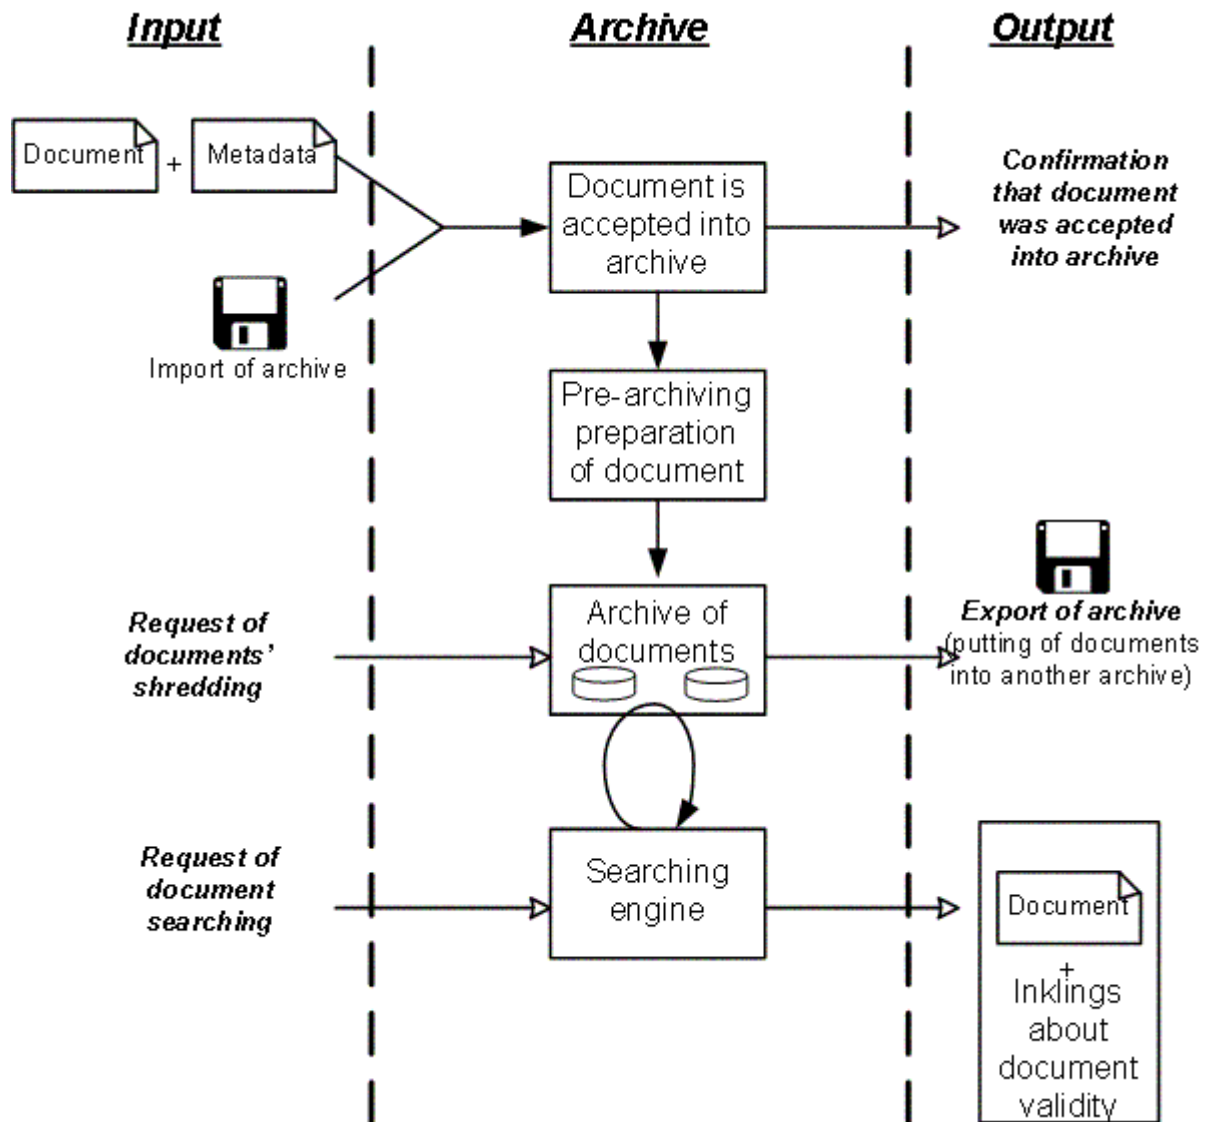 Input
Archive
Output
Document
+
Metadata
Import of archive
Document is
accepted into
archive
Confirmation
that document
was accepted
into archive
Pre-archiving
preparation
of document
Request of
documents’
shredding
Archive of
documents
Export of archive
(putting of documents
into another archive)
Request of
document
searching
Searching
engine
Document
+
Inklings
about
document
validity